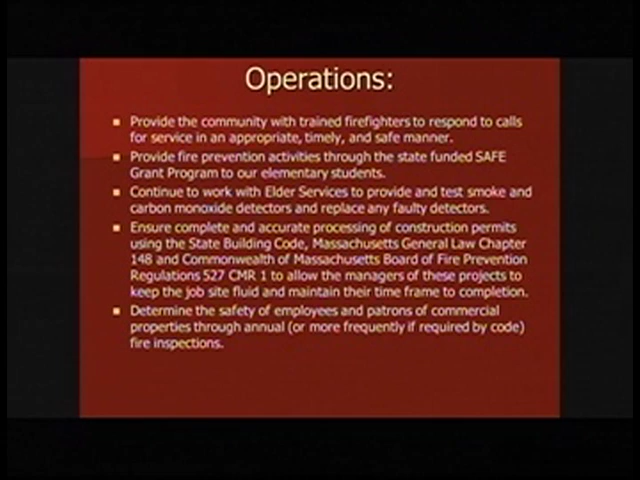 Operations:
Provide the community with trained firefighters to respond to calls
for service in an appropriate, timely, and safe manner.
Provide fire prevention activities through the state funded SAFE
Grant Program to our elementary students.
Continue to work with Elder Services to provide and test smoke and
carbon monoxide detectors and replace any faulty detectors.
Ensure complete and accurate processing of construction permits
using the State Building Code, Massachusetts General Law Chapter
148 and Commonwealth of Massachusetts Board of Fire Prevention
Regulations 527 CMR 1 to allow the managers of these projects to
keep the job site fluid and maintain their time frame to completion.
Determine the safety of employees and patrons of commercial
properties through annual (or more frequently if required by code)
fire inspections.